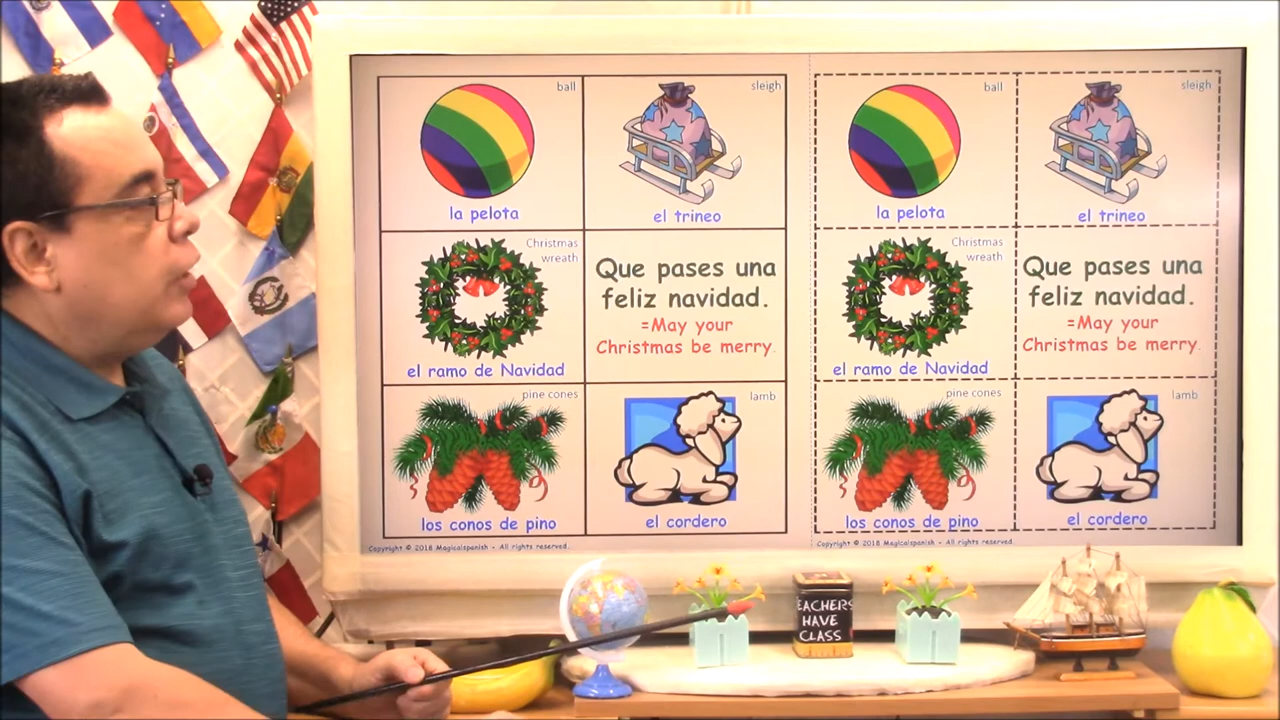 ball
la pelota
sleigh
el trineo
Christmas
wreath
el ramo de Navidad
Que pases una
feliz navidad.
=May your
Christmas be merry.
pine cones
los conos de pino
lamb
el cordero
Copyright © 2018 Magicalspanish - All rights reserved.
ball
la pelota
sleigh
el trineo
Christmas
wreath
el ramo de Navidad
Que pases una
feliz navidad.
=May your
Christmas be merry.
pine cones
los conos de pino
lamb
el cordero
Copyright © 2018 Magicalspanish - All rights reserved.
EACHERS
HAVE
CLASS